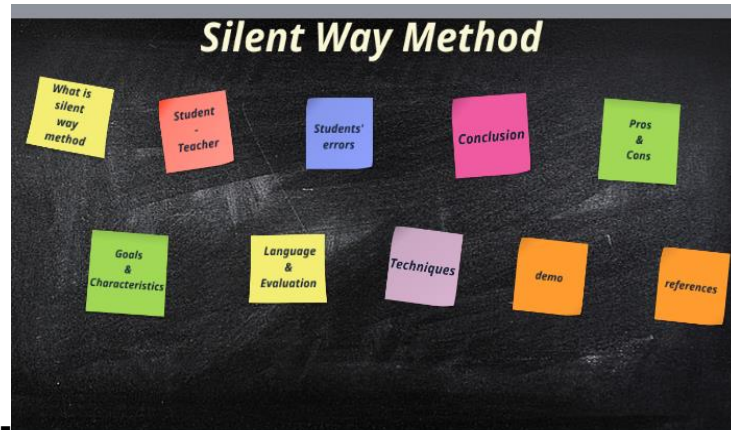 Silent Way Method
What is
silent
way
method
Student
-
Teacher
Students'
errors
Conclusion
Pros
&
Cons
Goals
&
Characteristics
Language
&
Evaluation
Techniques
demo
references